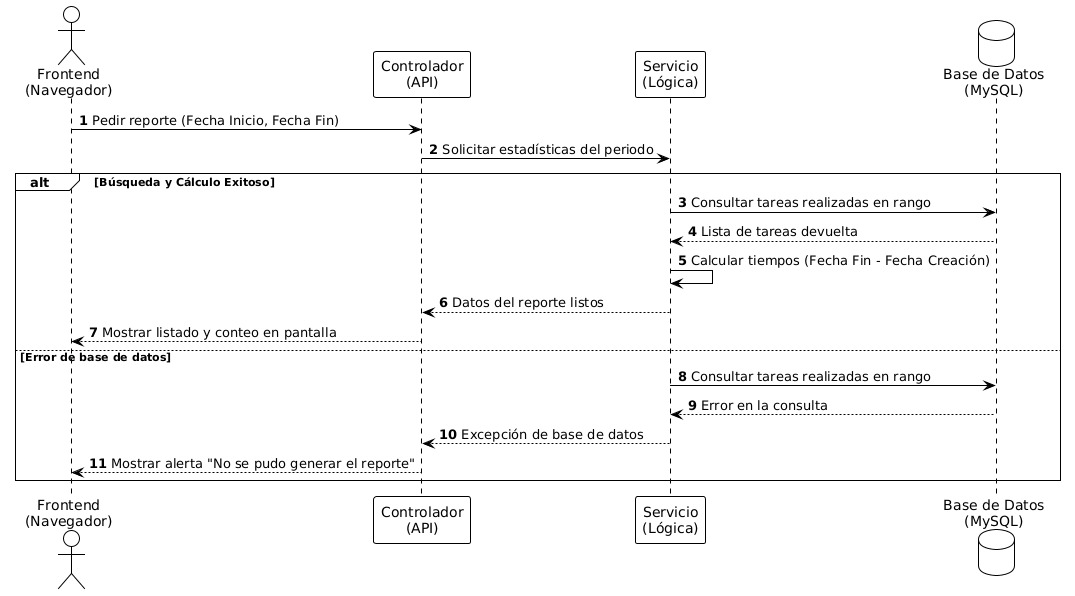 Frontend
(Navegador)
Controlador
(API)
Servicio
(Lógica)
Base de Datos
(MySQL)
1 Pedir reporte (Fecha Inicio, Fecha Fin)
2 Solicitar estadísticas del periodo
alt [Búsqueda y Cálculo Exitoso]
3 Consultar tareas realizadas en rango
4 Lista de tareas devuelta
5 Calcular tiempos (Fecha Fin - Fecha Creación)
6 Datos del reporte listos
7 Mostrar listado y conteo en pantalla
[Error de base de datos]
8 Consultar tareas realizadas en rango
9 Error en la consulta
10 Excepción de base de datos
11 Mostrar alerta "No se pudo generar el reporte"
Frontend
(Navegador)
Controlador
(API)
Servicio
(Lógica)
Base de Datos
(MySQL)